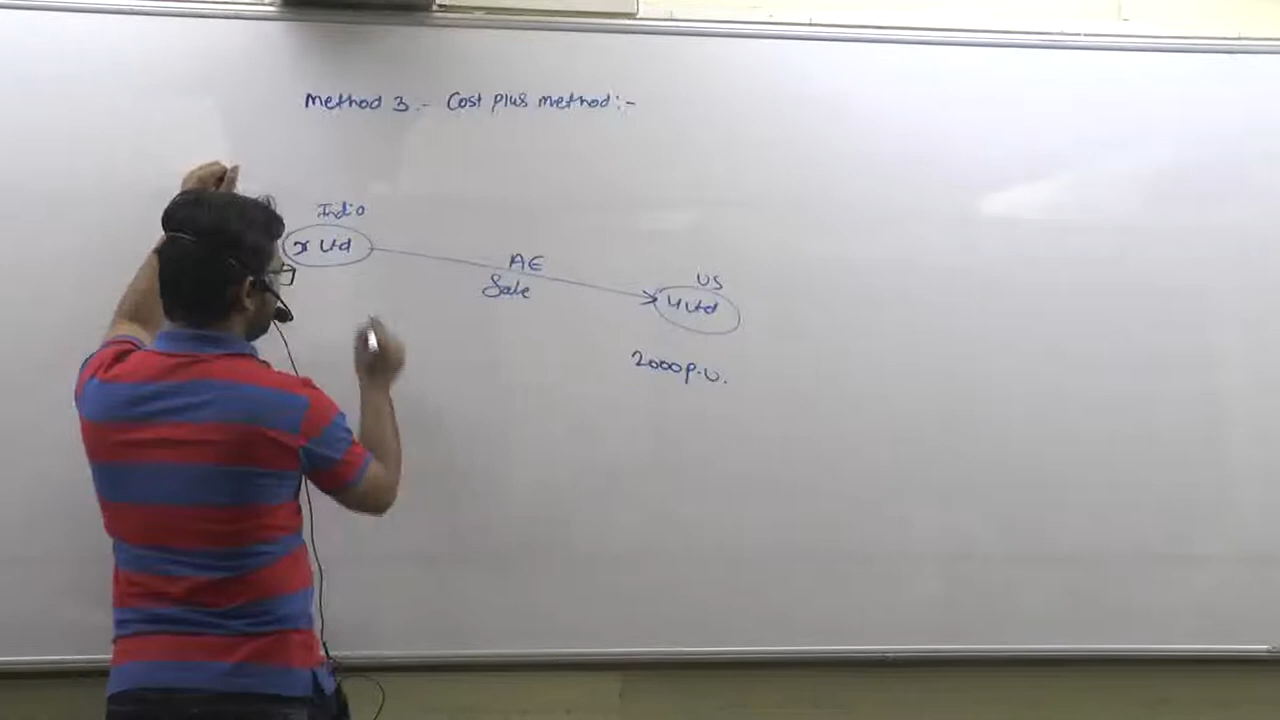 Method 3 :- Cost plus method :-
India
x Ltd
AE
Sale
US
Y Ltd
2000 p.u.